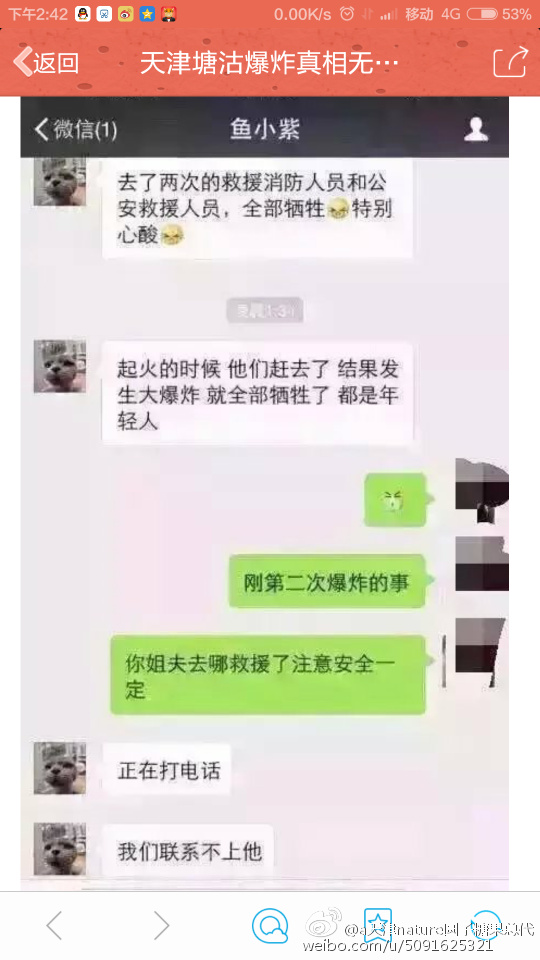 下午2:42
0.00K/s
移动 4G
53%
返回
天津塘沽爆炸真相无…
微信(1)
鱼小紫
去了两次的救援消防人员和公
安救援人员，全部牺牲😣特别
心酸😣
凌晨1:34
起火的时候 他们赶去了 结果发
生大爆炸 就全部牺牲了 都是年
轻人
刚第二次爆炸的事
你姐夫去哪救援了注意安全一
定
正在打电话
我们联系不上他
weibo.com/u/5091625321